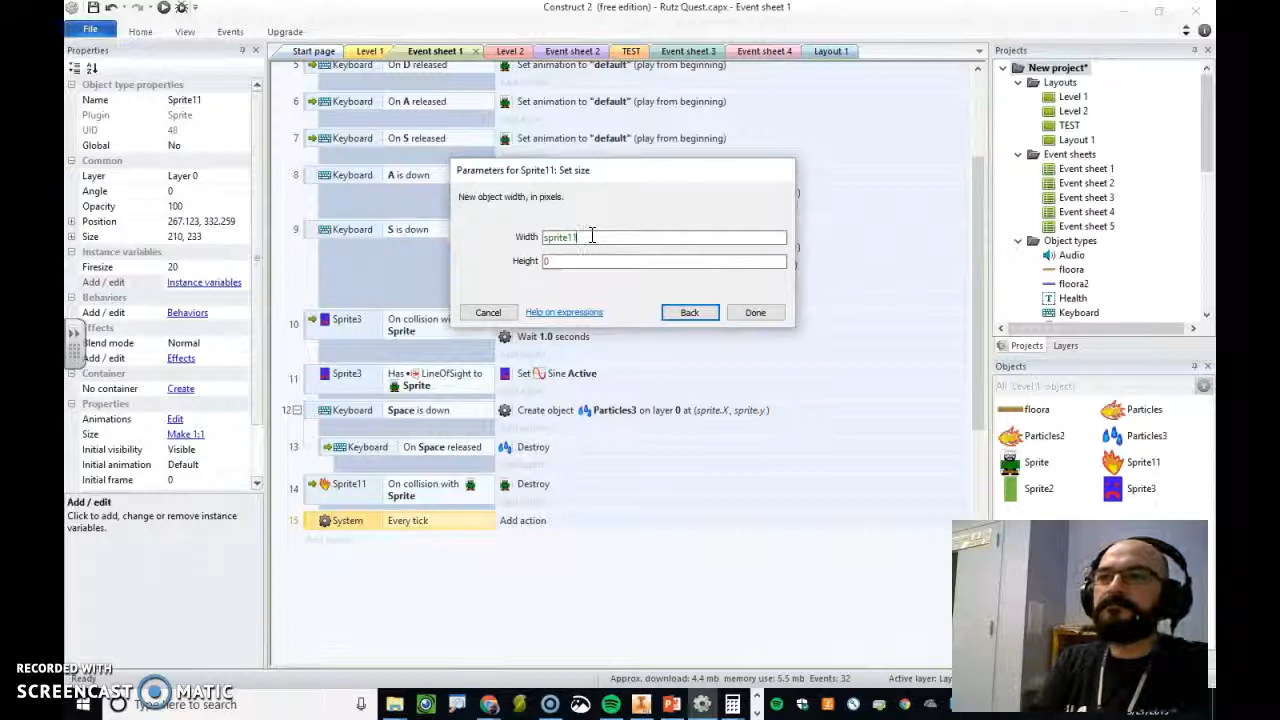 Construct 2 (free edition) - Rutz Quest.capx - Event sheet 1
File
Home
View
Events
Upgrade
Properties
Start page
Level 1
Event sheet 1
Level 2
Event sheet 2
TEST
Event sheet 3
Event sheet 4
Layout 1
Projects
Object type properties
Name Sprite11
Plugin Sprite
UID 48
Global No
Common
Layer Layer 0
Angle 0
Opacity 100
Position 267.123, 332.259
Size 210, 233
Instance variables
Firesize 20
Add / edit Instance variables
Behaviors
Add / edit Behaviors
Effects
Blend mode Normal
Add / edit Effects
Container
No container Create
Properties
Animations Edit
Size Make 1:1
Initial visibility Visible
Initial animation Default
Initial frame 0
Add / edit
Click to add, change or remove instance
variables.
5 Keyboard On D released Set animation to "default" (play from beginning)
6 Keyboard On A released Set animation to "default" (play from beginning)
7 Keyboard On S released Set animation to "default" (play from beginning)
8 Keyboard A is down
9 Keyboard S is down
Parameters for Sprite11: Set size
New object width, in pixels.
Width sprite11
Height 0
Cancel
Help on expressions
Back
Done
10 Sprite3 On collision wi
Sprite
Wait 1.0 seconds
11 Sprite3 Has LineOfSight to
Sprite
Set Sine Active
12 Keyboard Space is down Create object Particles3 on layer 0 at (sprite.X, sprite.y)
13 Keyboard On Space released Destroy
14 Sprite11 On collision with
Sprite
Destroy
15 System Every tick Add action
New project*
Layouts
Level 1
Level 2
TEST
Layout 1
Event sheets
Event sheet 1
Event sheet 2
Event sheet 3
Event sheet 4
Event sheet 5
Object types
Audio
floora
floora2
Health
Keyboard
Projects
Layers
Objects
All 'Level 1' object
floora
Particles
Particles2
Particles3
Sprite
Sprite11
Sprite2
Sprite3
Ready
Approx. download: 4.4 mb
memory use: 5.5 mb
Events: 32
Active layer: Lay
RECORDED WITH
SCREENCAST MATIC
Type here to search